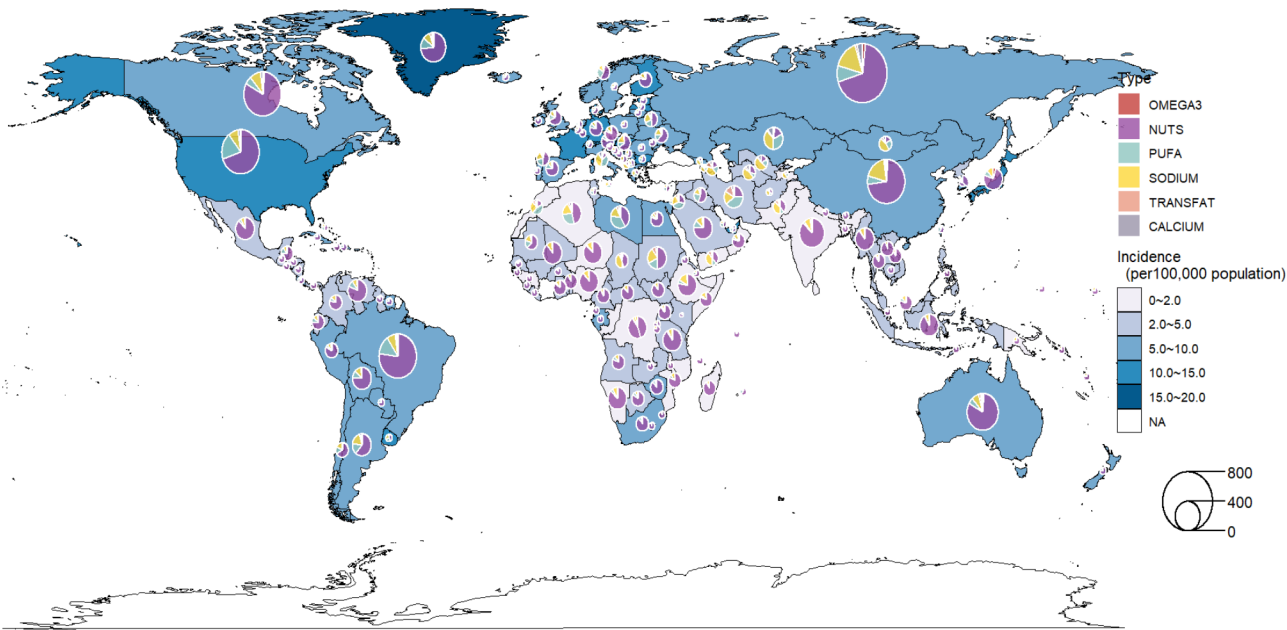 Type
OMEGA3
NUTS
PUFA
SODIUM
TRANSFAT
CALCIUM
Incidence
(per100,000 population)
0~2.0
2.0~5.0
5.0~10.0
10.0~15.0
15.0~20.0
NA
800
400
0